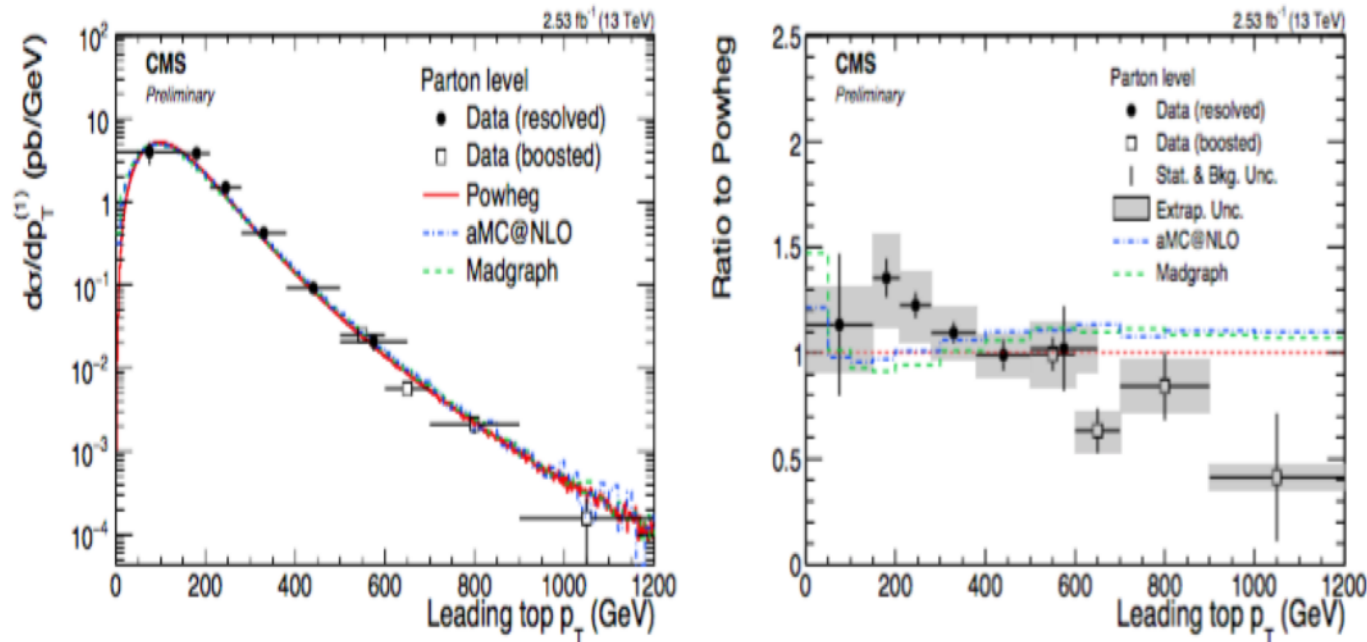 2.53 fb⁻¹ (13 TeV)
CMS
Preliminary
Parton level
Data (resolved)
Data (boosted)
Powheg
aMC@NLO
Madgraph
dσ/dp_T^(1) (pb/GeV)
10²
10
1
10⁻¹
10⁻²
10⁻³
10⁻⁴
0 200 400 600 800 1000 1200
Leading top p_T (GeV)
2.53 fb⁻¹ (13 TeV)
CMS
Preliminary
Parton level
Data (resolved)
Data (boosted)
Stat. & Bkg. Unc.
Extrap. Unc.
aMC@NLO
Madgraph
Ratio to Powheg
2.5
2
1.5
1
0.5
0
0 200 400 600 800 1000 1200
Leading top p_T (GeV)